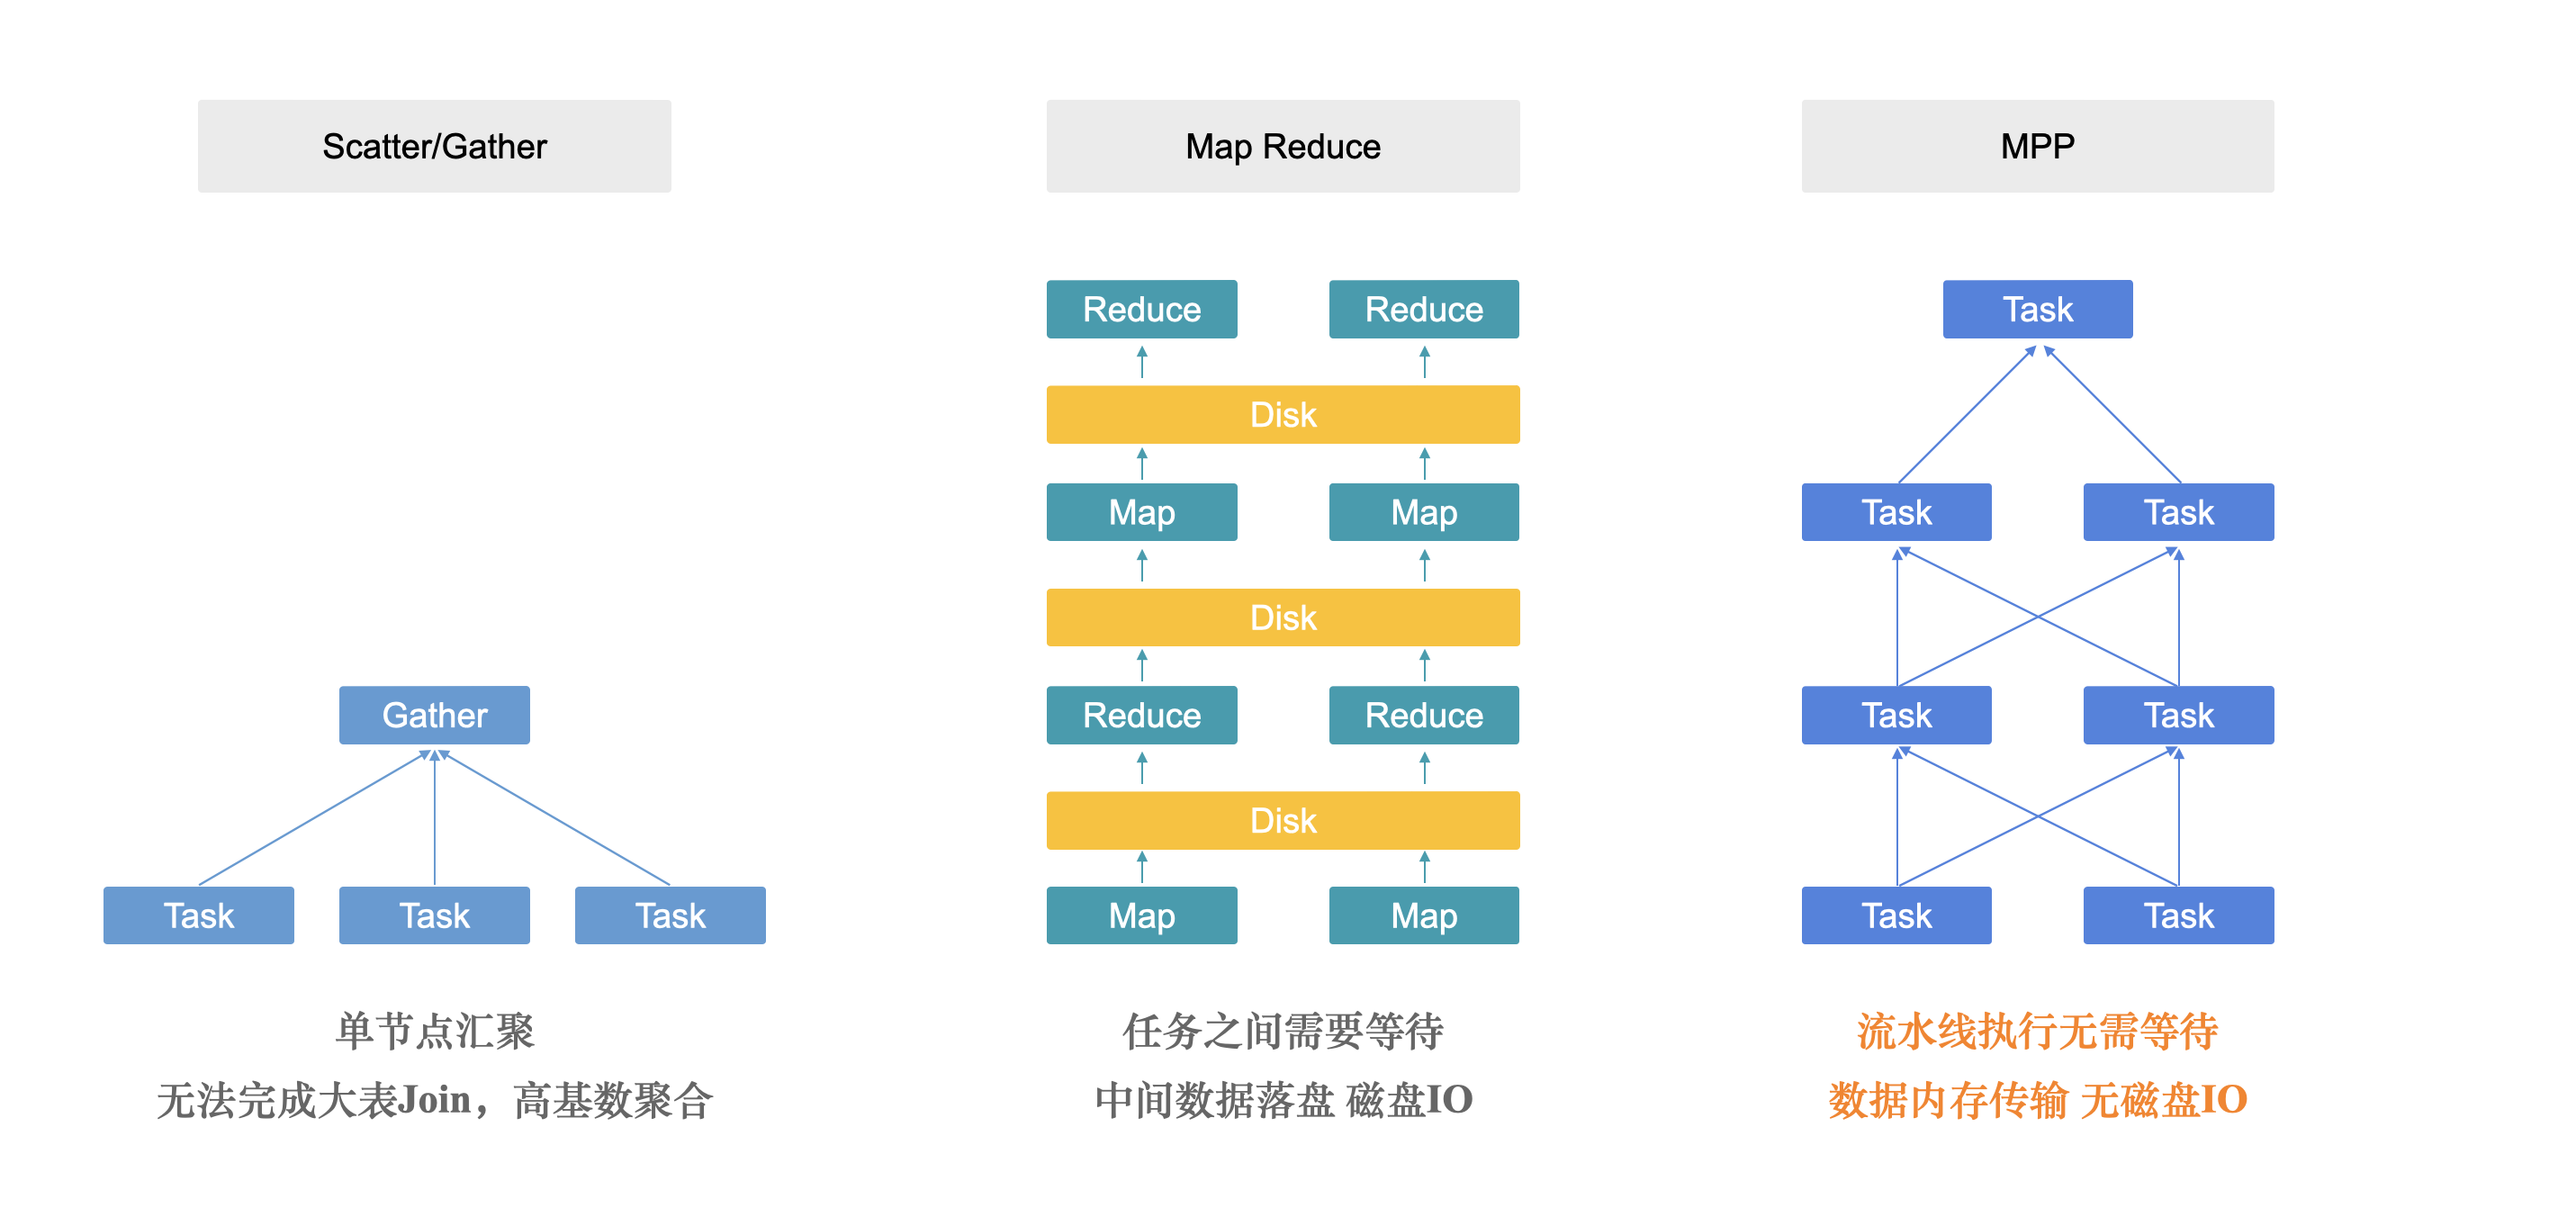 Scatter/Gather
Gather
Task Task Task
单节点汇聚
无法完成大表Join，高基数聚合
Map Reduce
Reduce Reduce
Disk
Map Map
Disk
Reduce Reduce
Disk
Map Map
任务之间需要等待
中间数据落盘 磁盘IO
MPP
Task
Task Task
Task Task
Task Task
流水线执行无需等待
数据内存传输 无磁盘IO